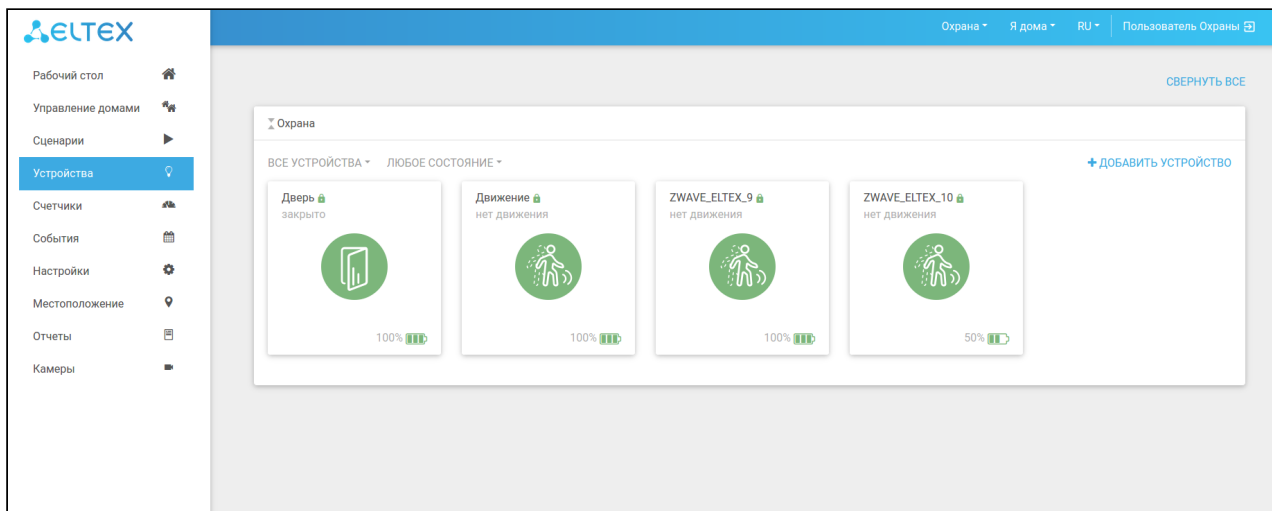 ELTEX
Охрана Я дома RU Пользователь Охраны
Рабочий стол
Управление домами
Сценарии
Устройства
Счетчики
События
Настройки
Местоположение
Отчеты
Камеры
СВЕРНУТЬ ВСЕ
Охрана
ВСЕ УСТРОЙСТВА ЛЮБОЕ СОСТОЯНИЕ + ДОБАВИТЬ УСТРОЙСТВО
Дверь
закрыто
100%
Движение
нет движения
100%
ZWAVE_ELTEX_9
нет движения
100%
ZWAVE_ELTEX_10
нет движения
50%